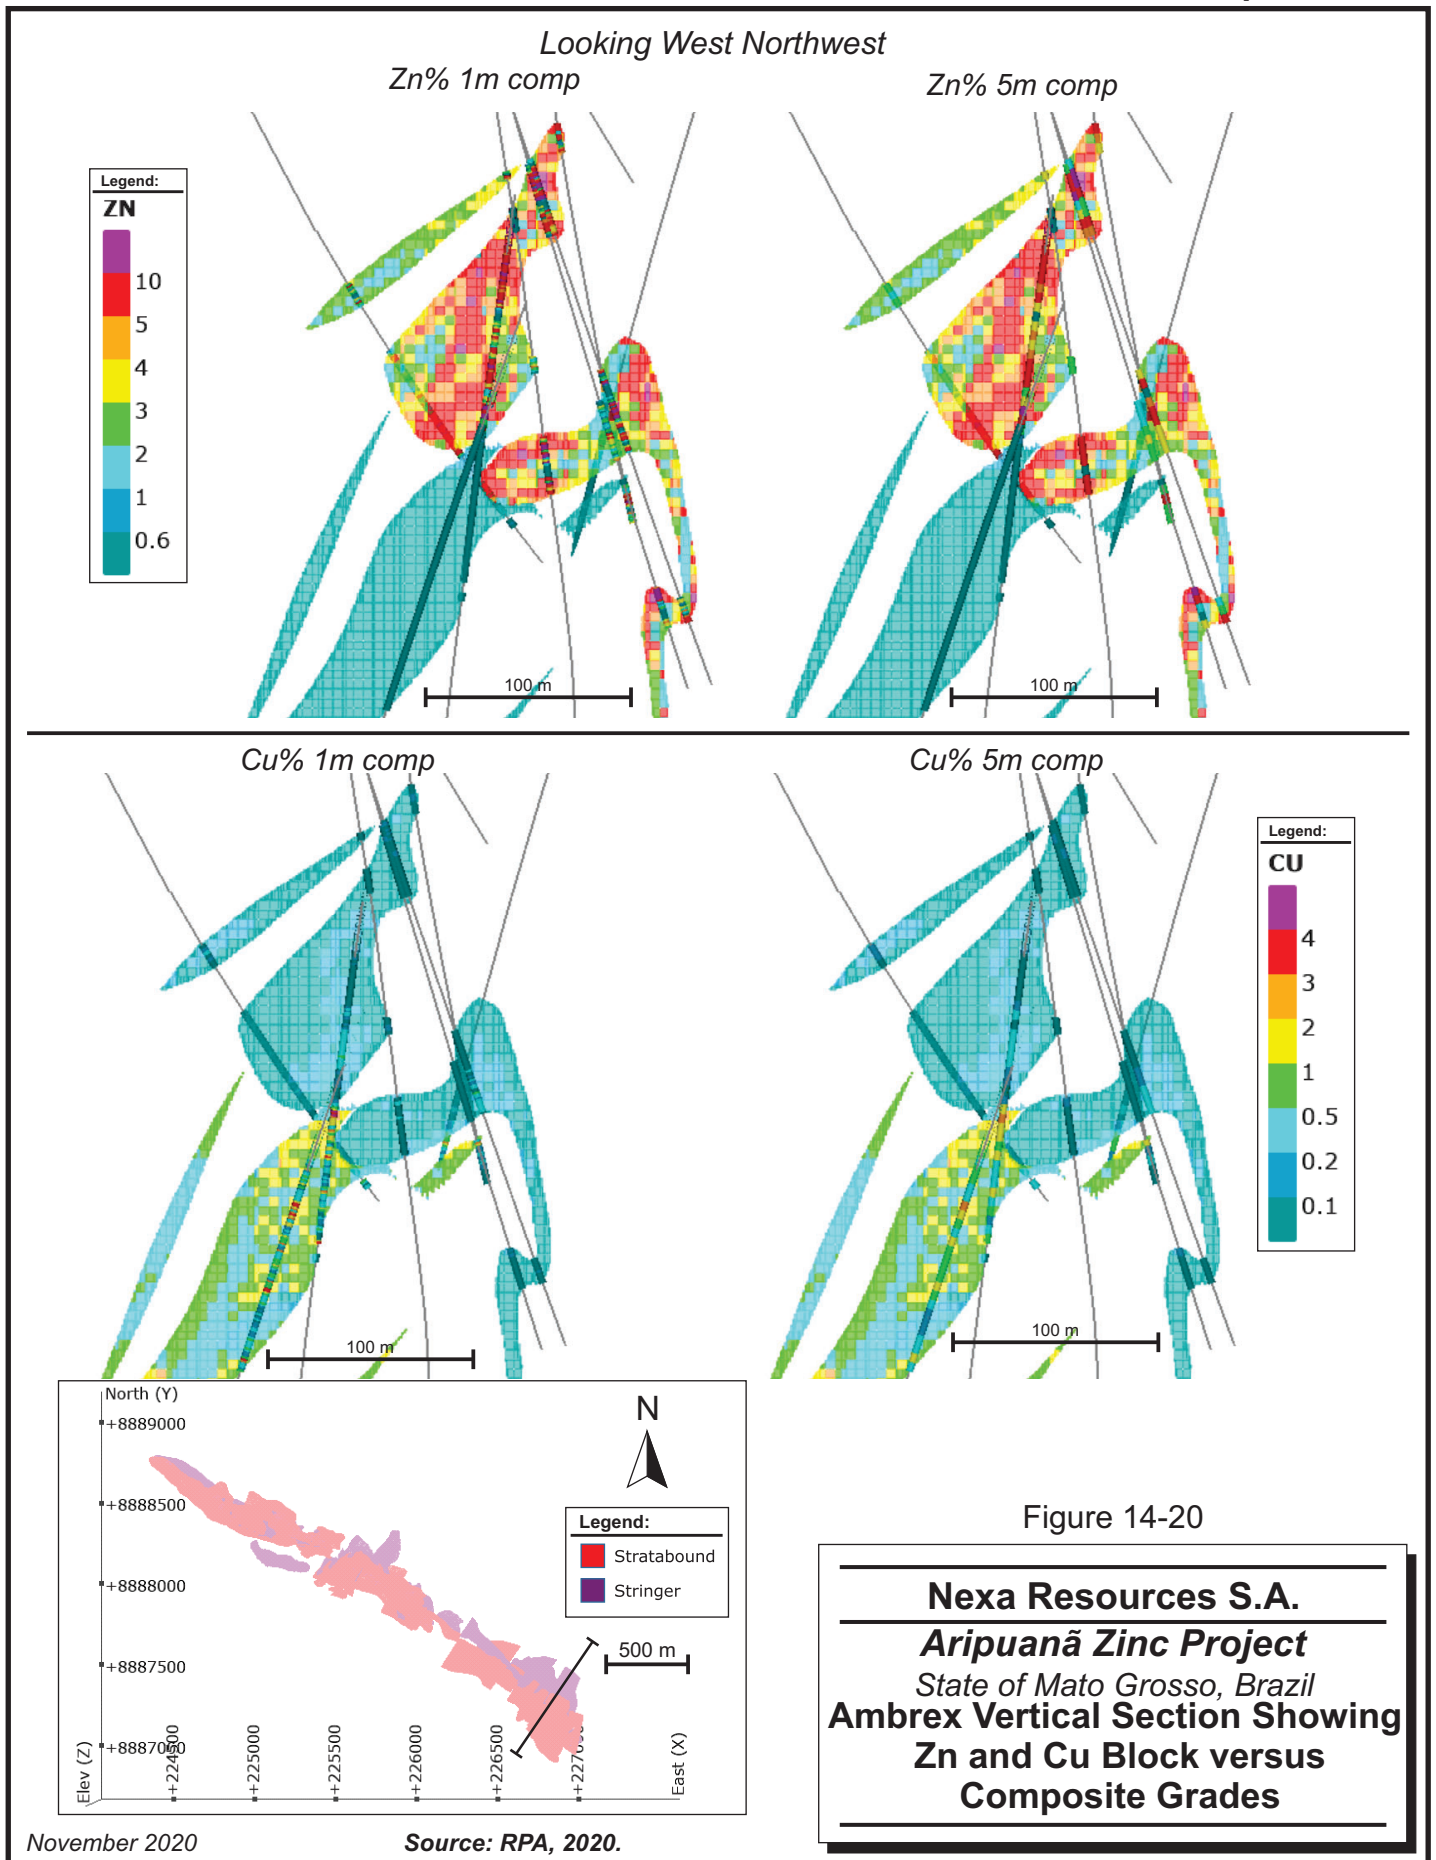 Looking West Northwest
Zn% 1m comp
Zn% 5m comp
Legend:
ZN
10
5
4
3
2
1
0.6
100 m
100 m
Cu% 1m comp
Cu% 5m comp
Legend:
CU
4
3
2
1
0.5
0.2
0.1
100 m
100 m
North (Y)
+8889000
+8888500
+8888000
+8887500
+8887000
Elev (Z)
+224500
+225000
+225500
+226000
+226500
East (X)
N
Legend:
Stratabound
Stringer
500 m
Figure 14-20
Nexa Resources S.A.
Aripuanã Zinc Project
State of Mato Grosso, Brazil
Ambrex Vertical Section Showing
Zn and Cu Block versus
Composite Grades
November 2020
Source: RPA, 2020.